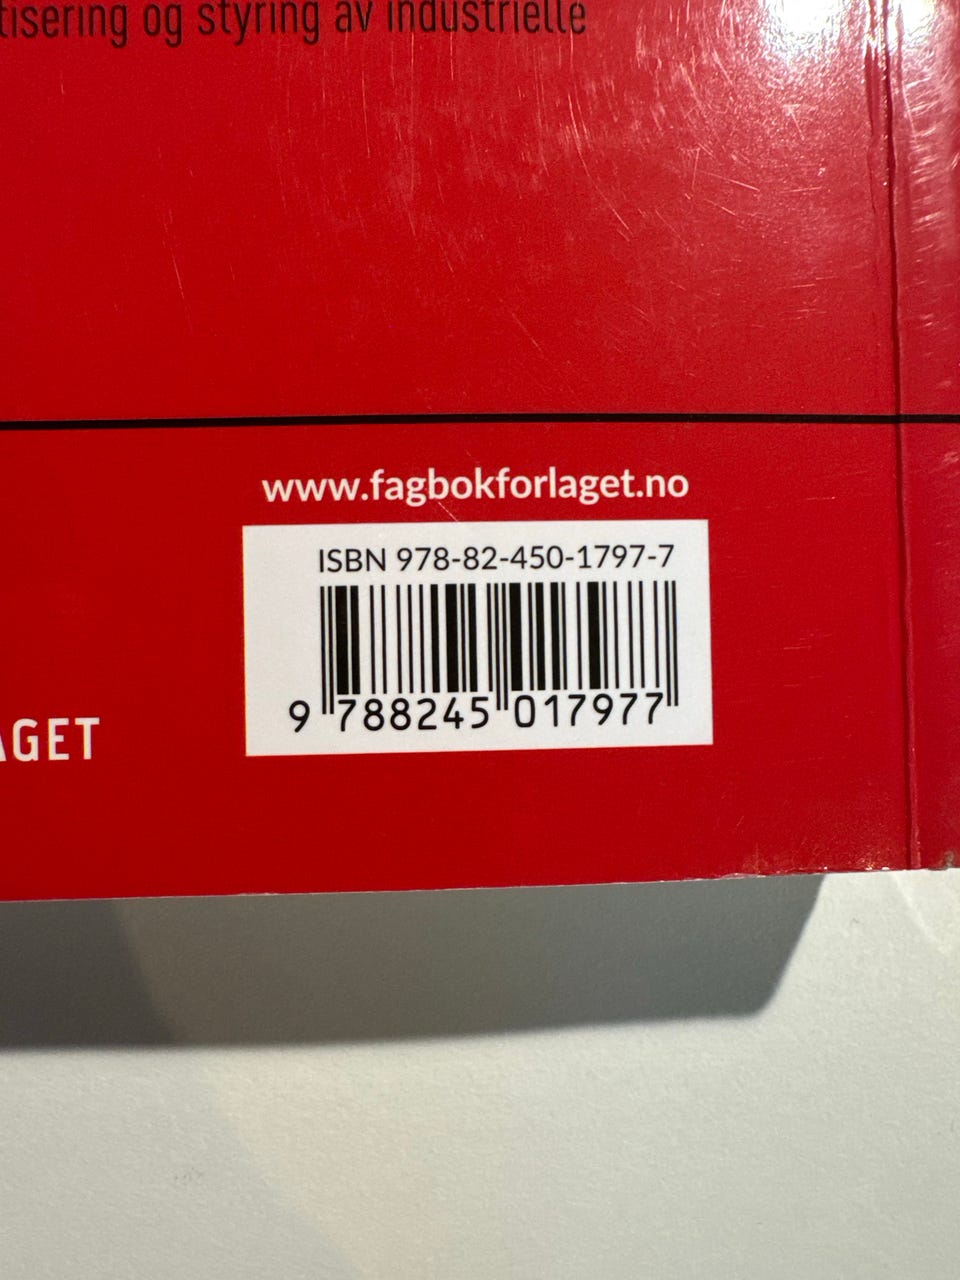 tisering og styring av industrielle
www.fagbokforlaget.no
ISBN 978-82-450-1797-7
9 788245 017977
AGET